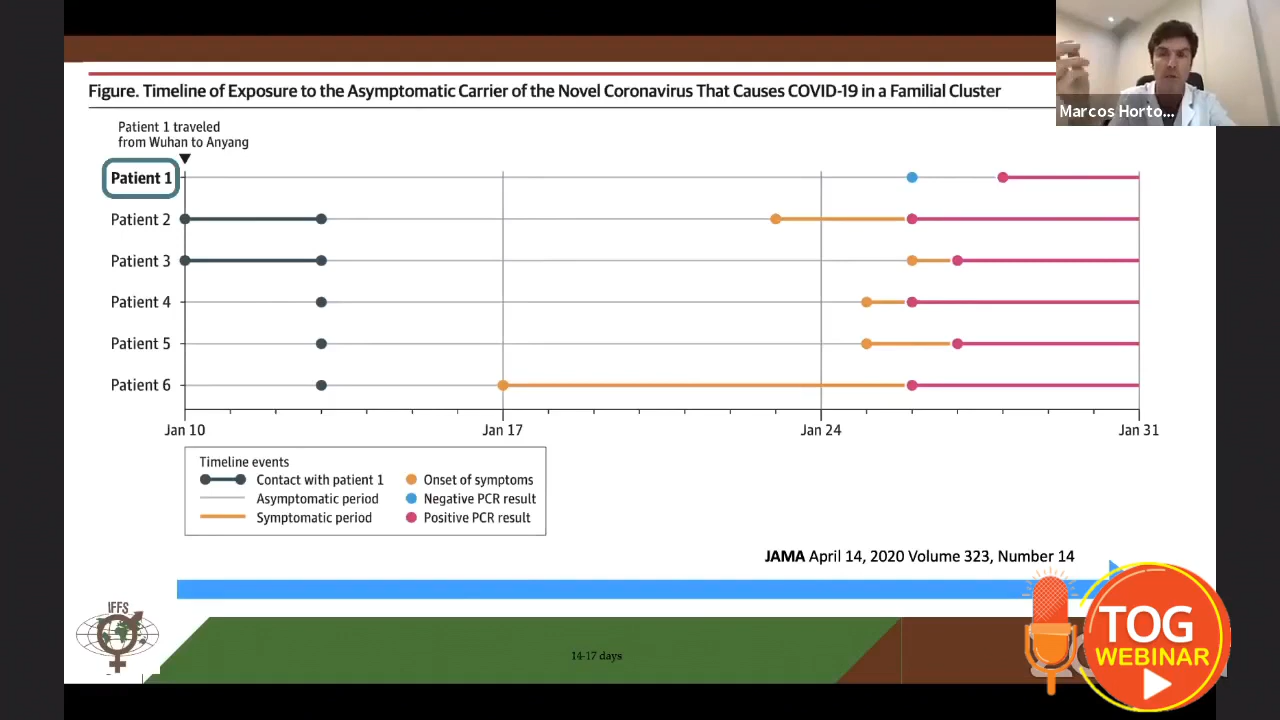 Marcos Horto...
Figure. Timeline of Exposure to the Asymptomatic Carrier of the Novel Coronavirus That Causes COVID-19 in a Familial Cluster
Patient 1 traveled
from Wuhan to Anyang
Patient 1
Patient 2
Patient 3
Patient 4
Patient 5
Patient 6
Jan 10 Jan 17 Jan 24 Jan 31
Timeline events
Contact with patient 1 Onset of symptoms
Asymptomatic period Negative PCR result
Symptomatic period Positive PCR result
JAMA April 14, 2020 Volume 323, Number 14
IFFS
14-17 days
TOG
WEBINAR